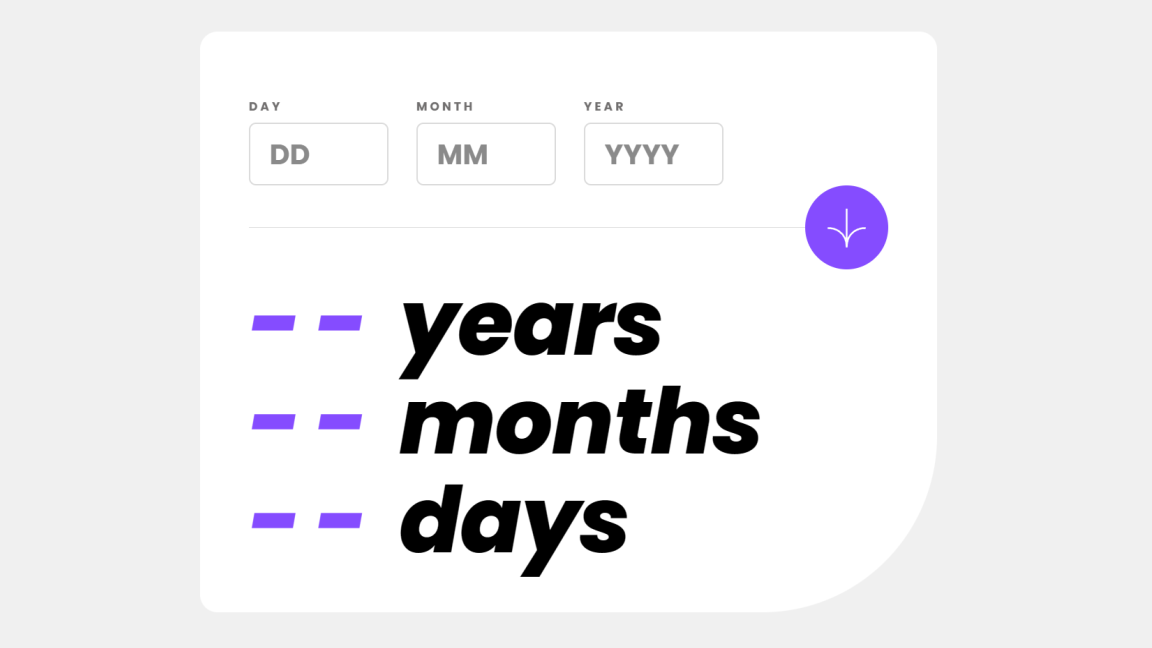 DAY MONTH YEAR
DD MM YYYY
-- years
-- months
-- days